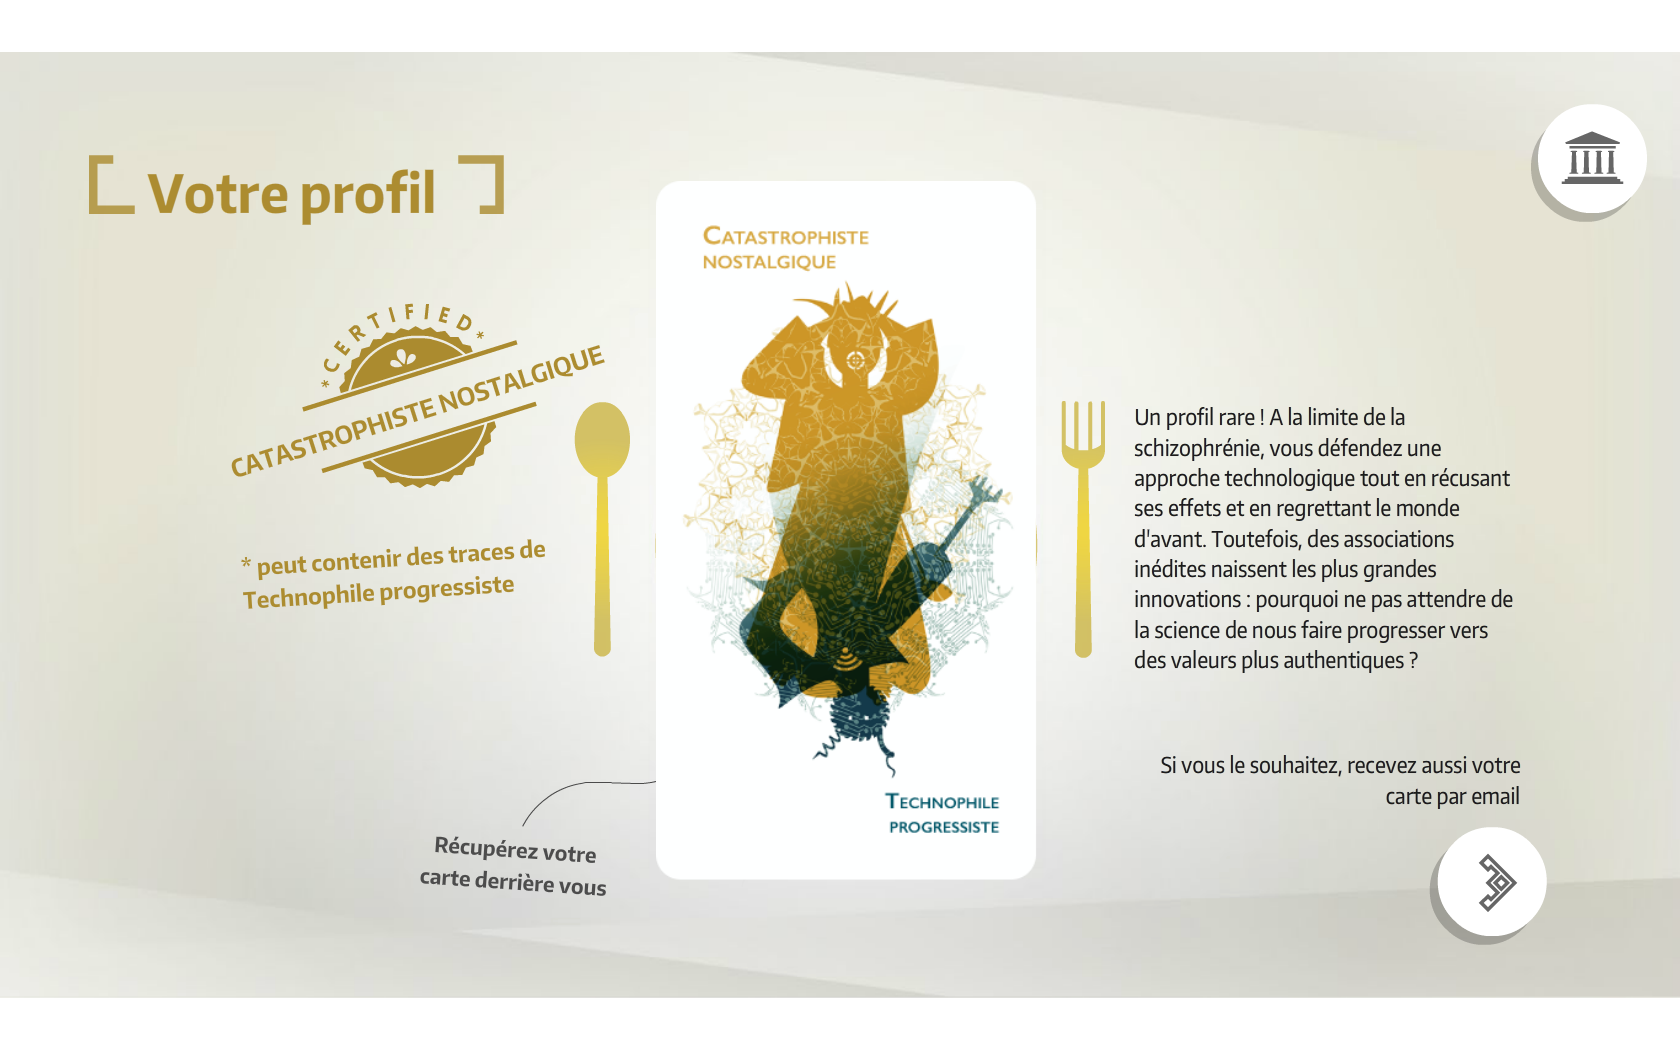 Votre profil
*CERTIFIED*
CATASTROPHISTE NOSTALGIQUE
* peut contenir des traces de
Technophile progressiste
CATASTROPHISTE
NOSTALGIQUE
TECHNOPHILE
PROGRESSISTE
Récupérez votre
carte derrière vous
Un profil rare ! A la limite de la
schizophrénie, vous défendez une
approche technologique tout en récusant
ses effets et en regrettant le monde
d'avant. Toutefois, des associations
inédites naissent les plus grandes
innovations : pourquoi ne pas attendre de
la science de nous faire progresser vers
des valeurs plus authentiques ?
Si vous le souhaitez, recevez aussi votre
carte par email